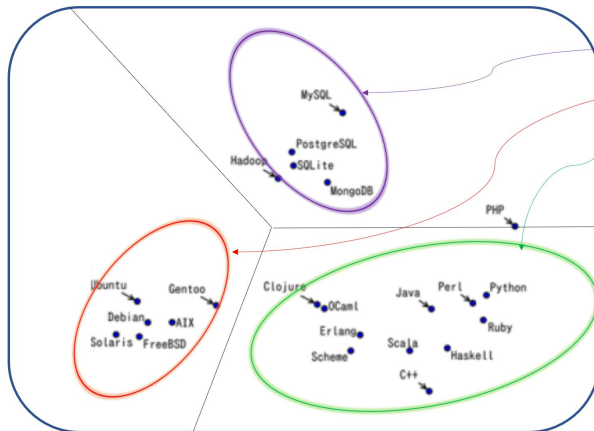 MySQL
PostgreSQL
Hadoop
SQLite
MongoDB
PHP
Ubuntu
Gentoo
Debian
AIX
Solaris
FreeBSD
Clojure
OCaml
Java
Perl
Python
Erlang
Ruby
Scheme
Scala
Haskell
C++